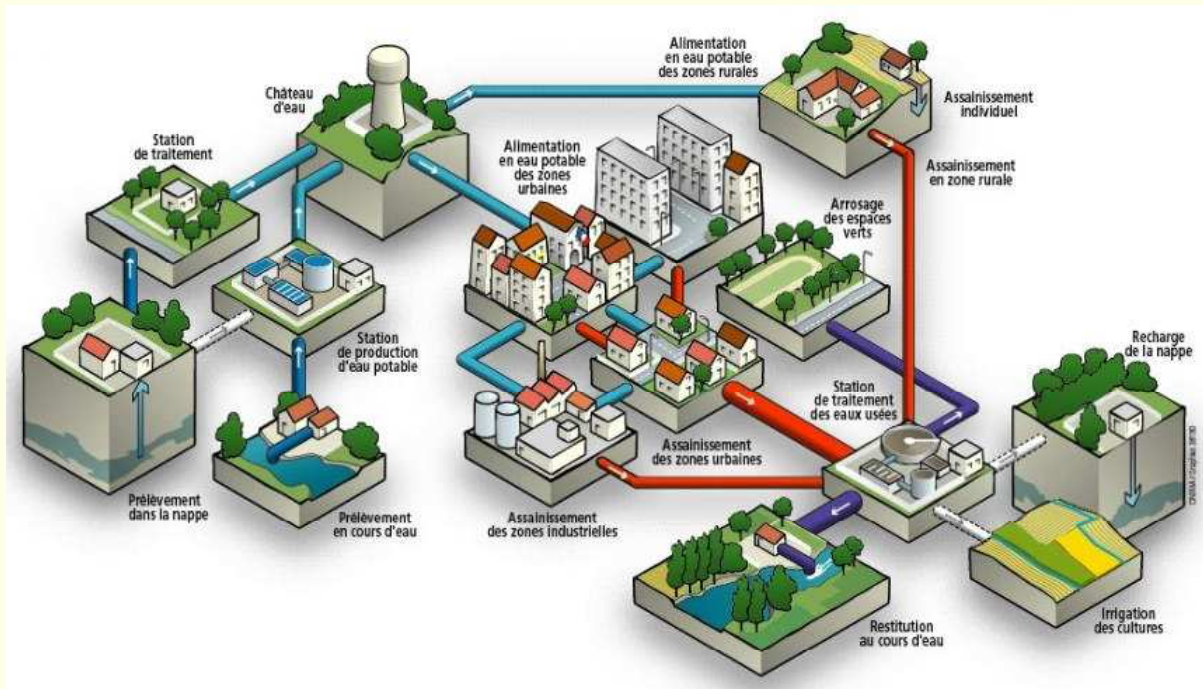 Alimentation
en eau potable
des zones rurales
Château
d'eau
Assainissement
individuel
Station
de traitement
Alimentation
en eau potable
des zones
urbaines
Assainissement
en zone rurale
Arrosage
des espaces
verts
Station
de production
d'eau potable
Recharge
de la nappe
Station
de traitement
des eaux usées
Assainissement
des zones urbaines
Prélèvement
dans la nappe
Prélèvement
en cours d'eau
Assainissement
des zones industrielles
Restitution
au cours d'eau
Irrigation
des cultures